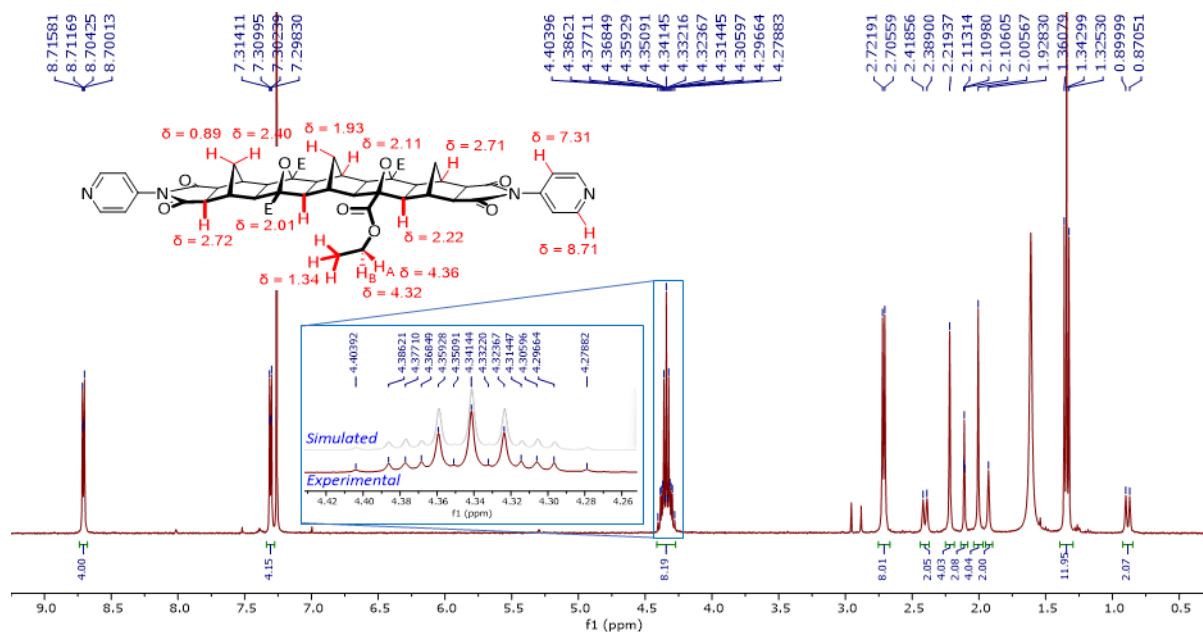 8.71581
8.71169
8.70425
8.70013
7.31411
7.30995
7.30239
7.29830
4.40396
4.38621
4.37711
4.36849
4.35929
4.35091
4.34145
4.33216
4.32367
4.31445
4.30597
4.29664
4.27883
2.72191
2.70559
2.41856
2.38900
2.21937
2.11314
2.10980
2.10605
2.00567
1.92830
1.36079
1.34299
1.32530
0.89999
0.87051
δ = 0.89
δ = 2.40
δ = 1.93
δ = 2.11
δ = 2.71
δ = 7.31
H H
H H
H
H
O E
O E
N
N
O
O
E
H
O
O
H
O
O
N
N
H
δ = 2.72
δ = 2.01
δ = 2.22
δ = 8.71
H
H
H
δ = 1.34
HB
HA δ = 4.36
δ = 4.32
4.40392
4.38621
4.37710
4.36849
4.35928
4.35091
4.34144
4.33220
4.32367
4.31447
4.30596
4.29664
4.27882
Simulated
Experimental
4.42 4.40 4.38 4.36 4.34 4.32 4.30 4.28 4.26
f1 (ppm)
4.00
4.15
8.19
8.01
2.05
4.03
2.08
4.04
2.00
11.95
2.07
9.0 8.5 8.0 7.5 7.0 6.5 6.0 5.5 5.0 4.5 4.0 3.5 3.0 2.5 2.0 1.5 1.0 0.5
f1 (ppm)